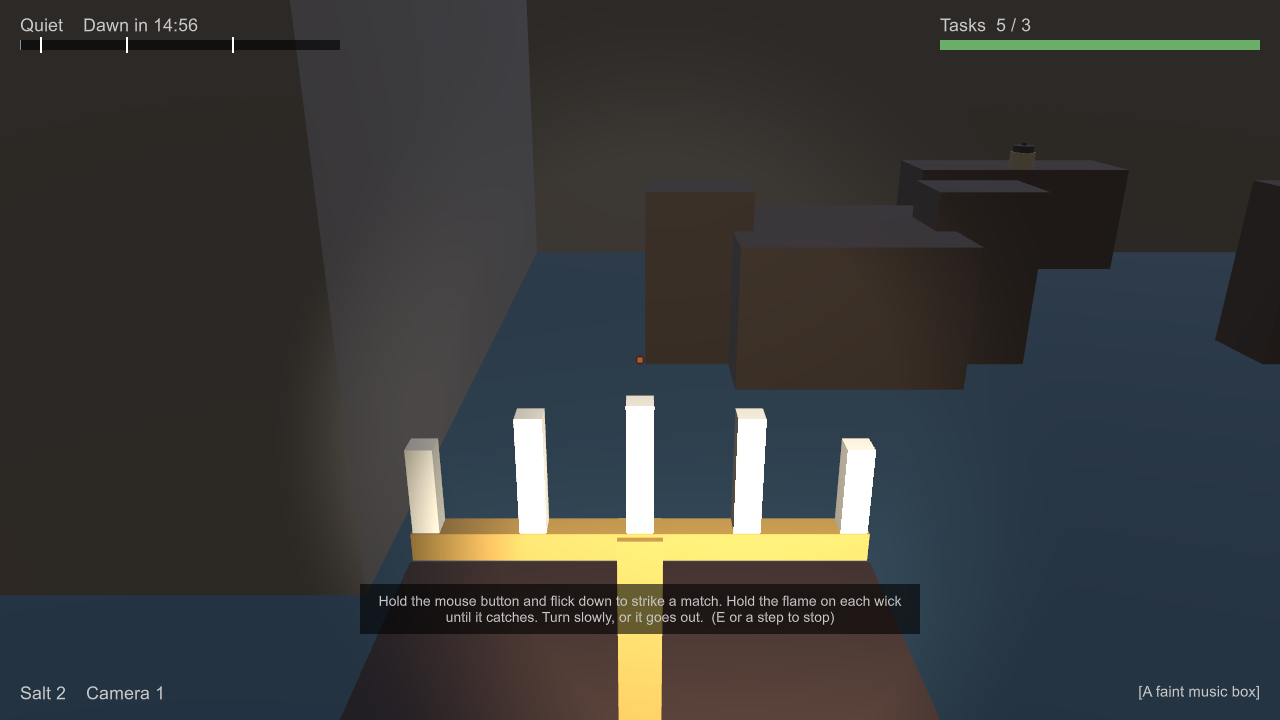 Quiet Dawn in 14:56
Tasks 5 / 3
Hold the mouse button and flick down to strike a match. Hold the flame on each wick
until it catches. Turn slowly, or it goes out. (E or a step to stop)
Salt 2 Camera 1
[A faint music box]